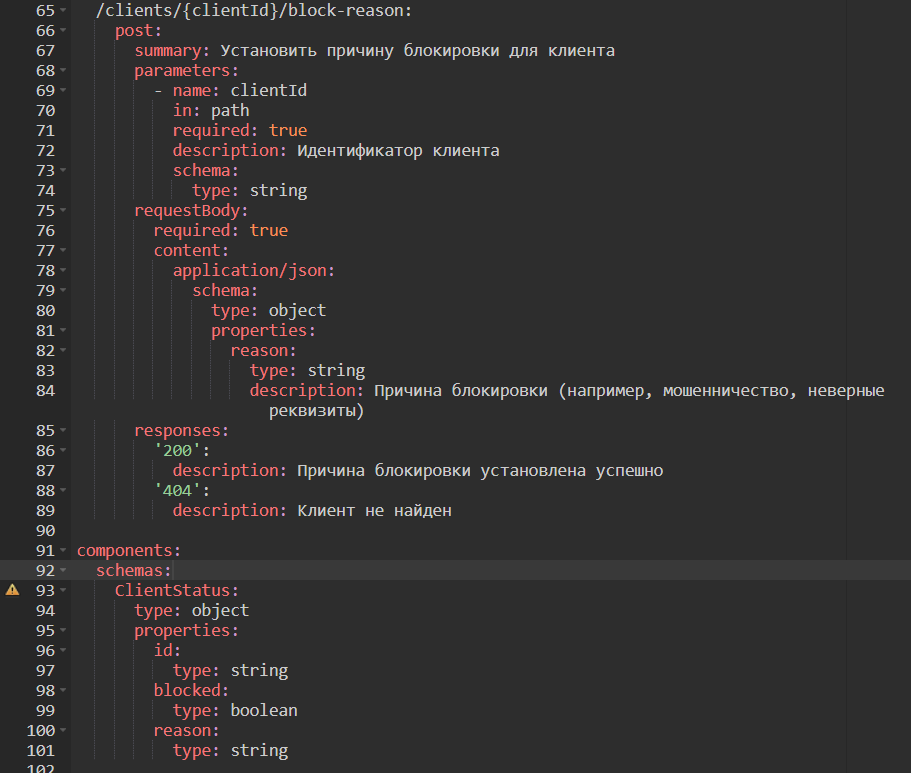 65 /clients/{clientId}/block-reason:
66 post:
67 summary: Установить причину блокировки для клиента
68 parameters:
69 - name: clientId
70 in: path
71 required: true
72 description: Идентификатор клиента
73 schema:
74 type: string
75 requestBody:
76 required: true
77 content:
78 application/json:
79 schema:
80 type: object
81 properties:
82 reason:
83 type: string
84 description: Причина блокировки (например, мошенничество, неверные
реквизиты)
85 responses:
86 '200':
87 description: Причина блокировки установлена успешно
88 '404':
89 description: Клиент не найден
90
91 components:
92 schemas:
93 ClientStatus:
94 type: object
95 properties:
96 id:
97 type: string
98 blocked:
99 type: boolean
100 reason:
101 type: string
102